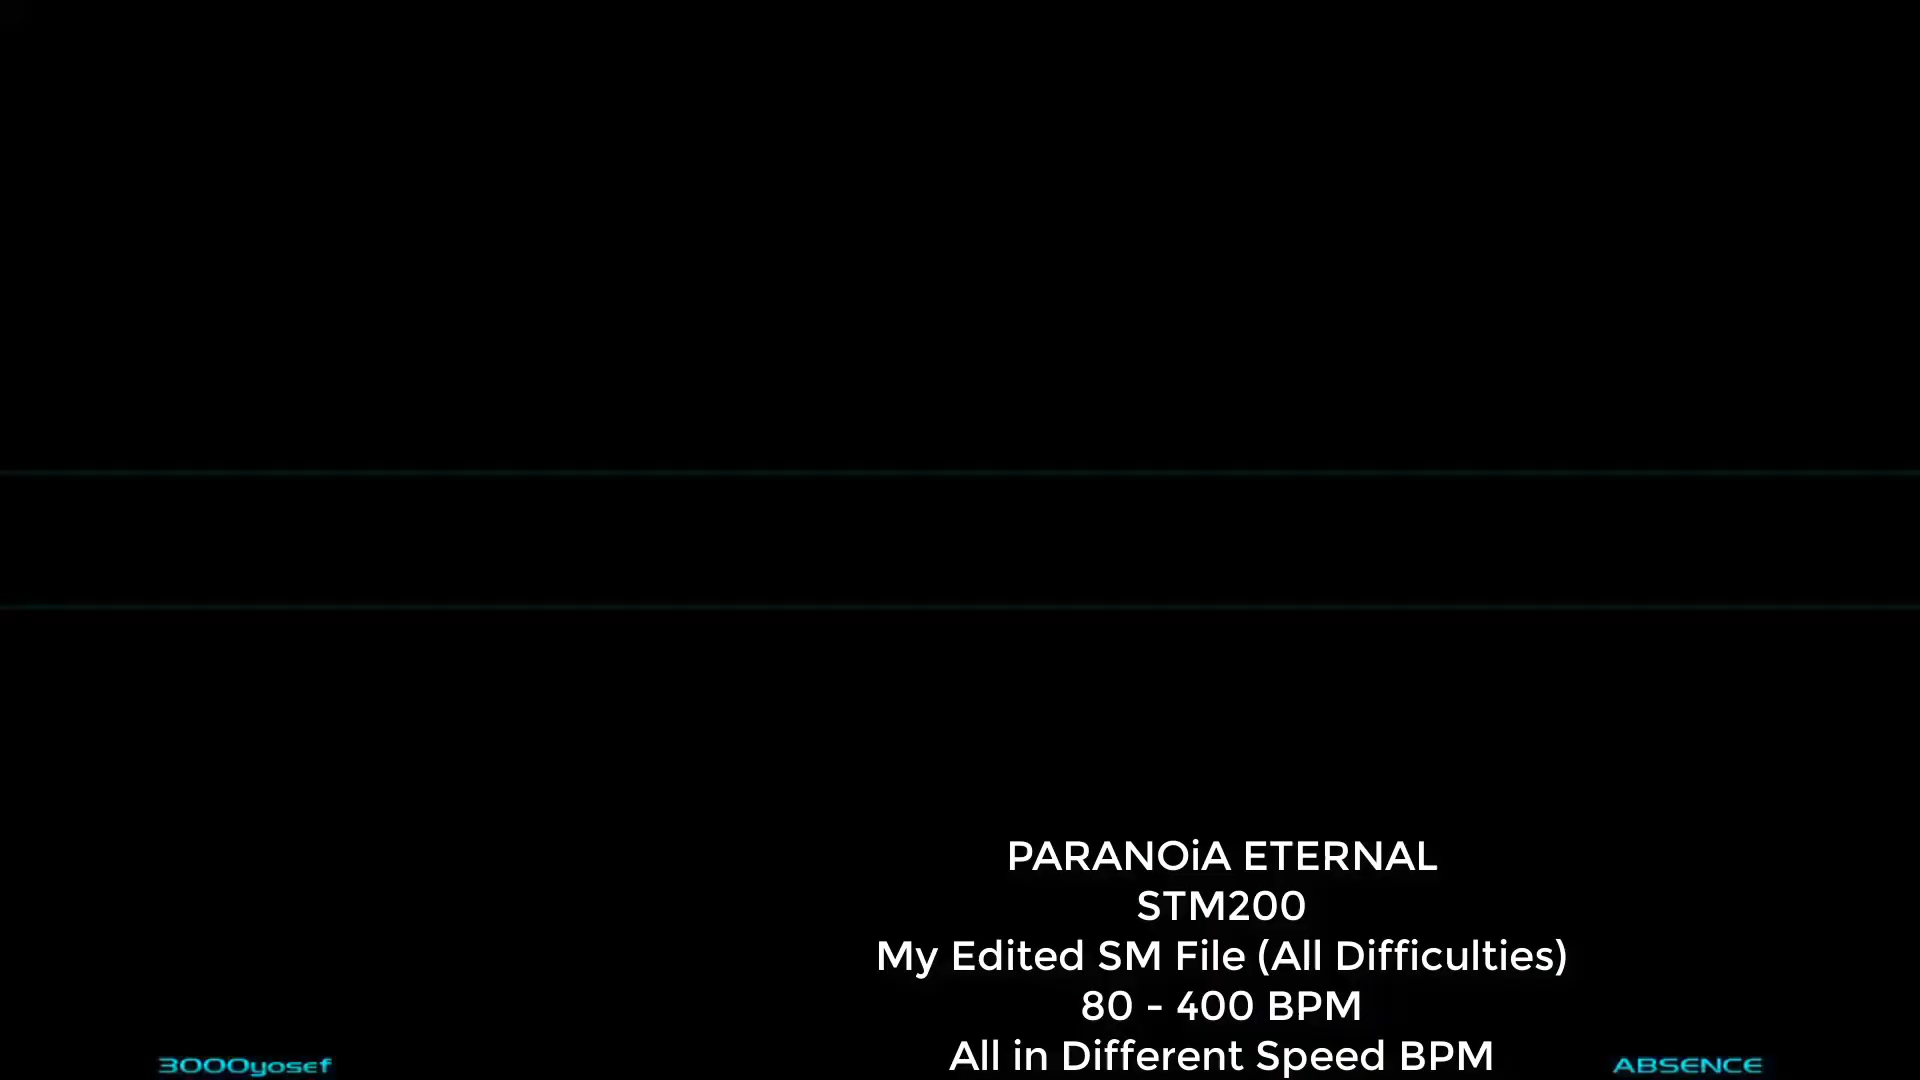 PARANOiA ETERNAL
STM200
My Edited SM File (All Difficulties)
80 - 400 BPM
All in Different Speed BPM
3000yosef
ABSENCE